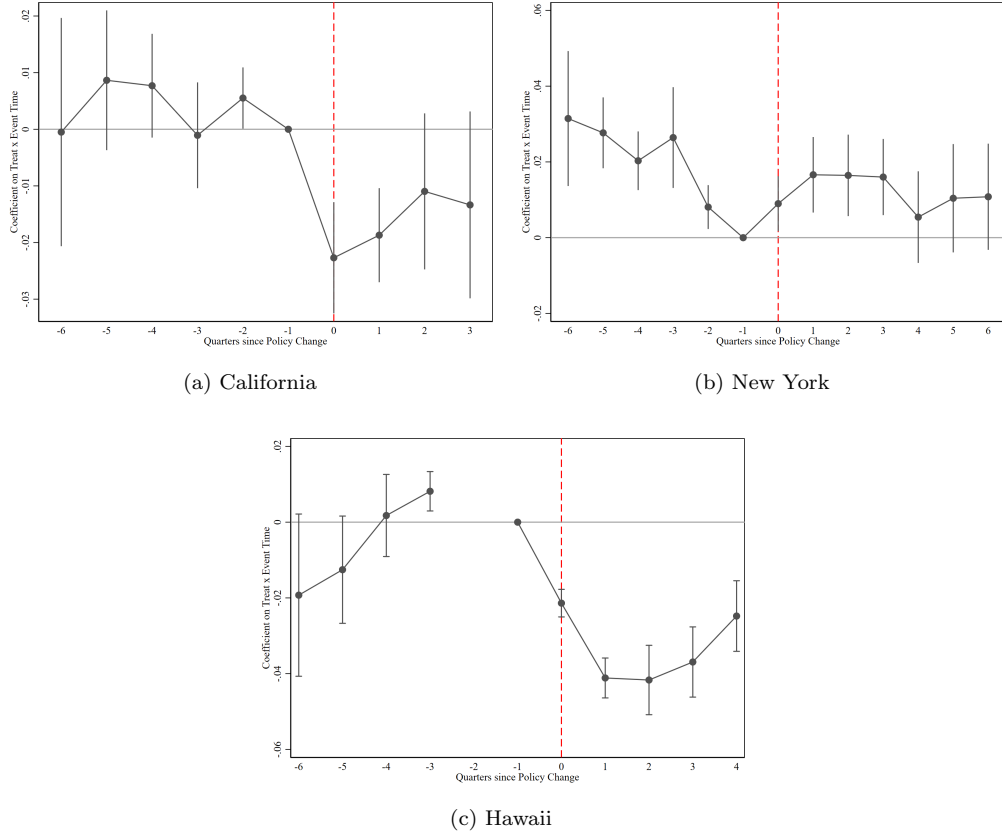 .02
.01
0
-.01
-.02
-.03
Coefficient on Treat x Event Time
-6 -5 -4 -3 -2 -1 0 1 2 3
Quarters since Policy Change
(a) California
.06
.04
.02
0
-.02
Coefficient on Treat x Event Time
-6 -5 -4 -3 -2 -1 0 1 2 3 4 5 6
Quarters since Policy Change
(b) New York
.02
0
-.02
-.04
-.06
Coefficient on Treat x Event Time
-6 -5 -4 -3 -2 -1 0 1 2 3 4
Quarters since Policy Change
(c) Hawaii